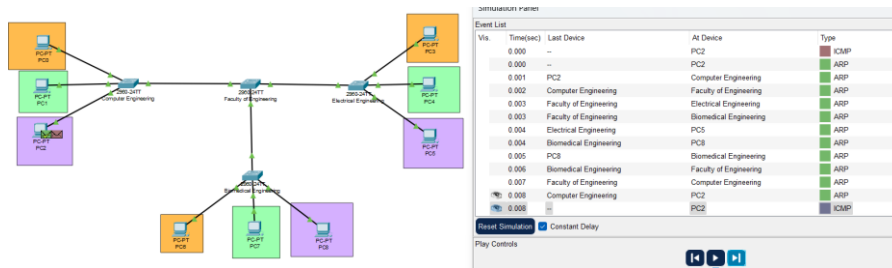 PC-PT
PC0
PC-PT
PC1
PC-PT
PC2
2960-24TT
Computer Engineering
2960-24TT
Faculty of Engineering
2960-24TT
Electrical Engineering
PC-PT
PC3
PC-PT
PC4
PC-PT
PC5
Biomedical Engineering
PC-PT
PC-PT
PC7
PC-PT
Simulation Panel
Event List
Vis. Time(sec) Last Device At Device Type
0.000 -- PC2 ICMP
0.000 -- PC2 ARP
0.001 PC2 Computer Engineering ARP
0.002 Computer Engineering Faculty of Engineering ARP
0.003 Faculty of Engineering Electrical Engineering ARP
0.003 Faculty of Engineering Biomedical Engineering ARP
0.004 Electrical Engineering PC5 ARP
0.004 Biomedical Engineering PC8 ARP
0.005 PC8 Biomedical Engineering ARP
0.006 Biomedical Engineering Faculty of Engineering ARP
0.007 Faculty of Engineering Computer Engineering ARP
0.008 Computer Engineering PC2 ARP
0.008 -- PC2 ICMP
Reset Simulation Constant Delay
Play Controls